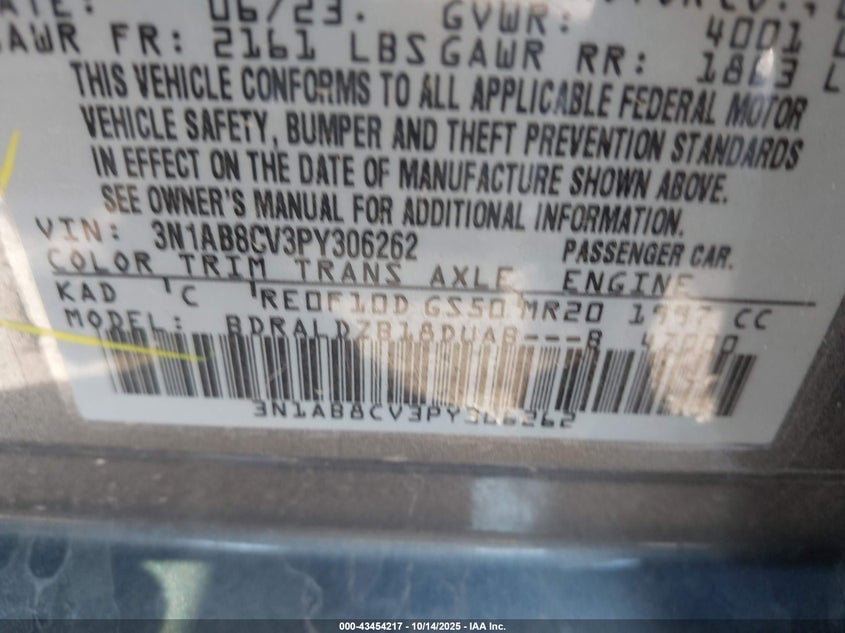 06/23. GVWR: 4001
GAWR FR: 2161 LBS GAWR RR: 1863 L
THIS VEHICLE CONFORMS TO ALL APPLICABLE FEDERAL MOTOR
VEHICLE SAFETY, BUMPER AND THEFT PREVENTION STANDARDS
IN EFFECT ON THE DATE OF MANUFACTURE SHOWN ABOVE.
SEE OWNER'S MANUAL FOR ADDITIONAL INFORMATION.
VIN: 3N1AB8CV3PY306262 PASSENGER CAR.
COLOR TRIM TRANS AXLE ENGINE
KAD C RE0F10D GS50 MR20 1997 CC
MODEL: BDRALDZB18DUAB---B
3N1AB8CV3PY306262
000-43454217 - 10/14/2025 - IAA Inc.